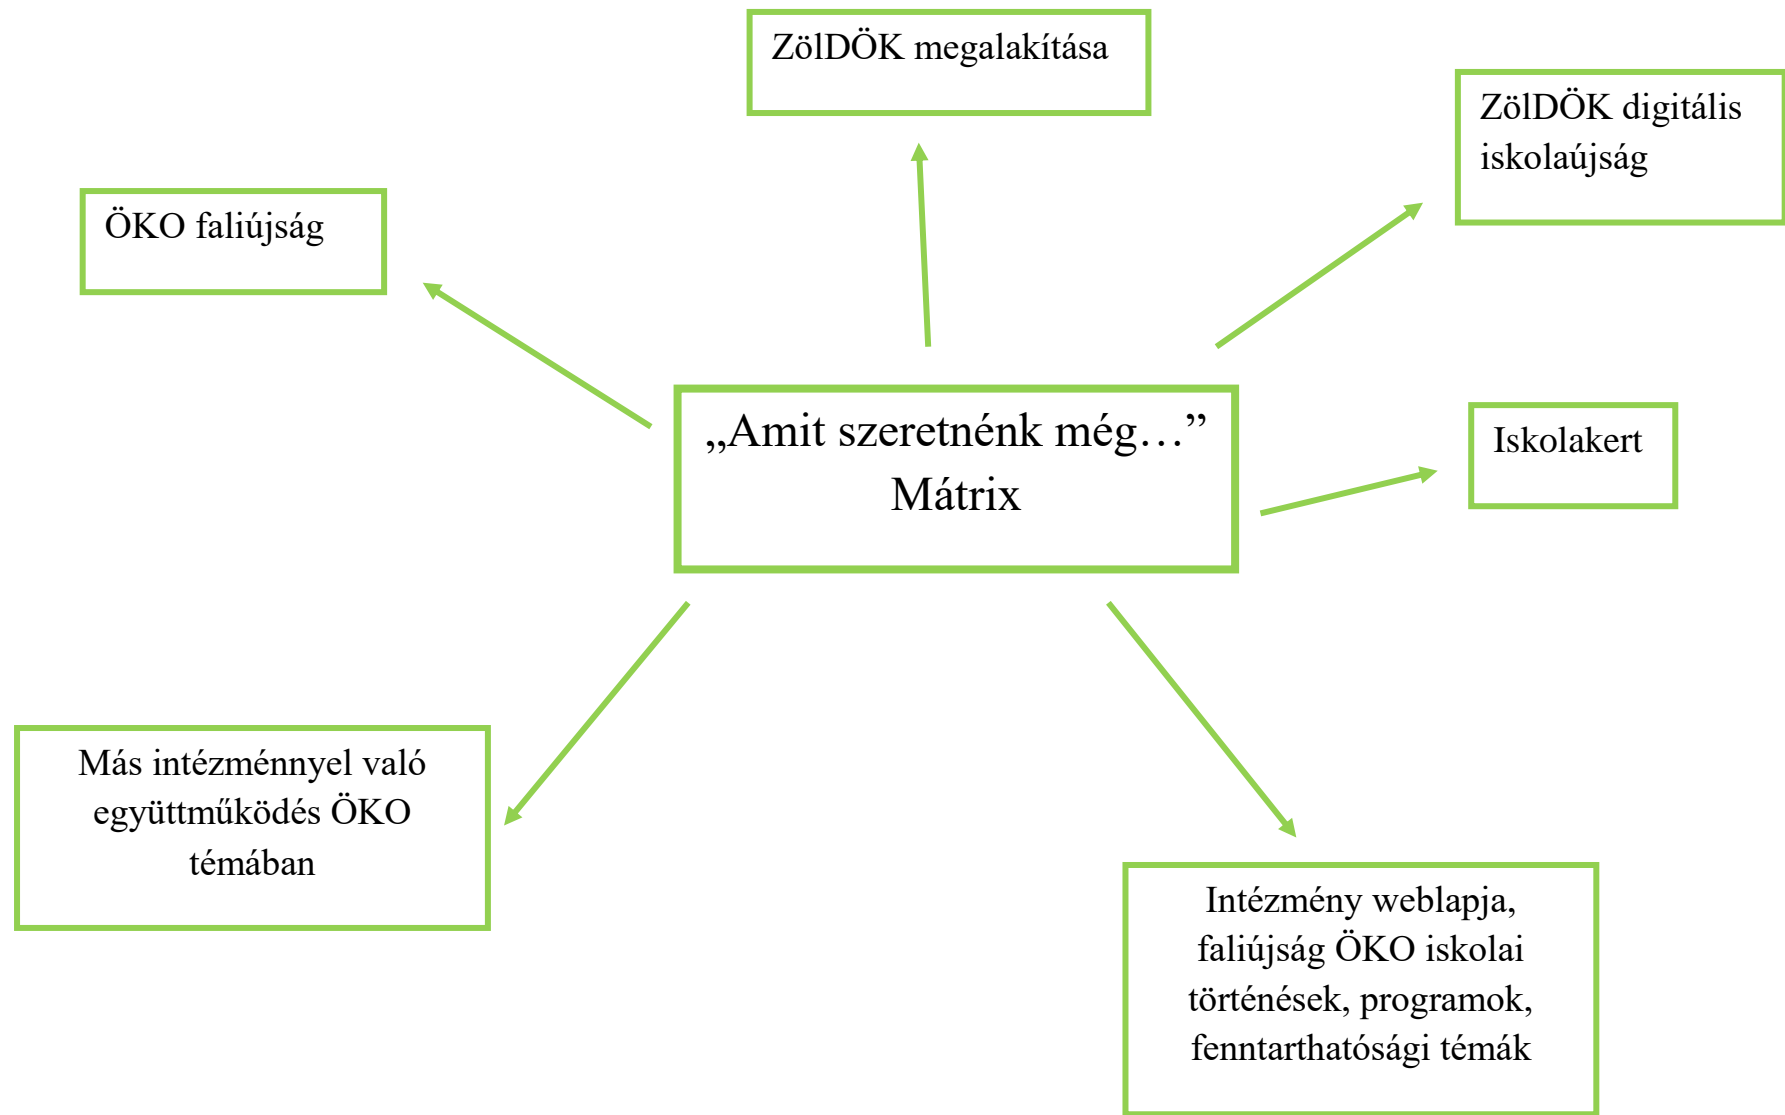 ZölDÖK megalakítása
ZölDÖK digitális
iskolaújság
ÖKO faliújság
„Amit szeretnénk még…”
Mátrix
Iskolakert
Más intézménnyel való
együttműködés ÖKO
témában
Intézmény weblapja,
faliújság ÖKO iskolai
történések, programok,
fenntarthatósági témák